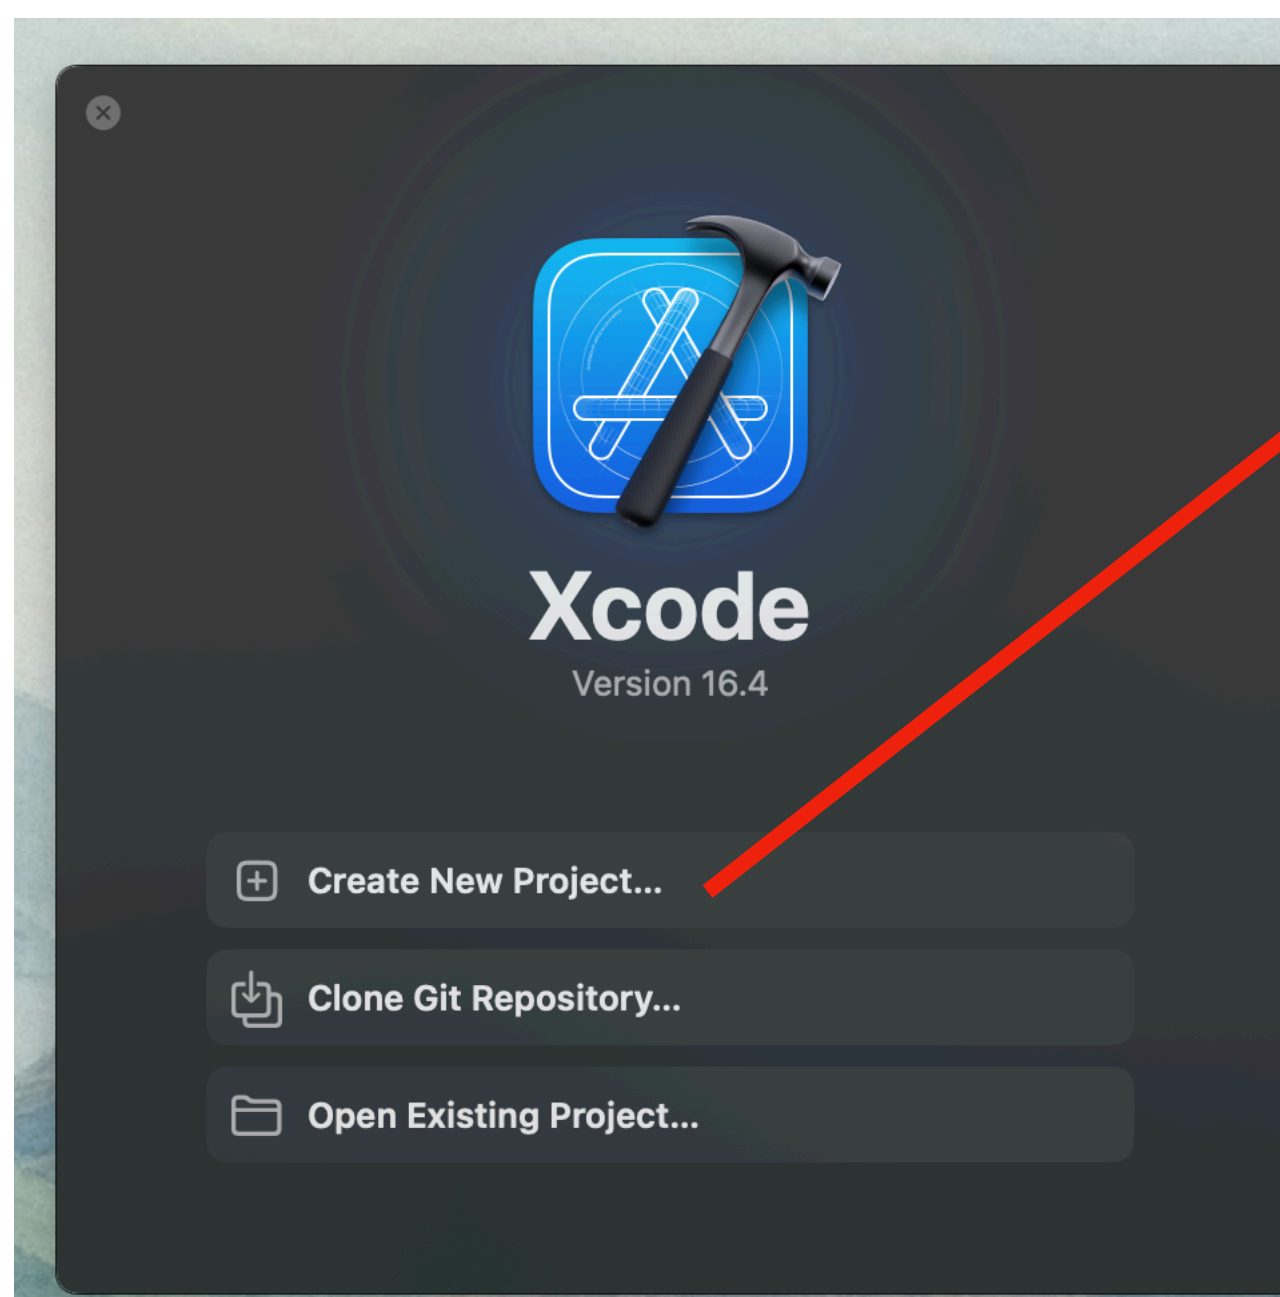 Xcode
Version 16.4
Create New Project...
Clone Git Repository...
Open Existing Project...